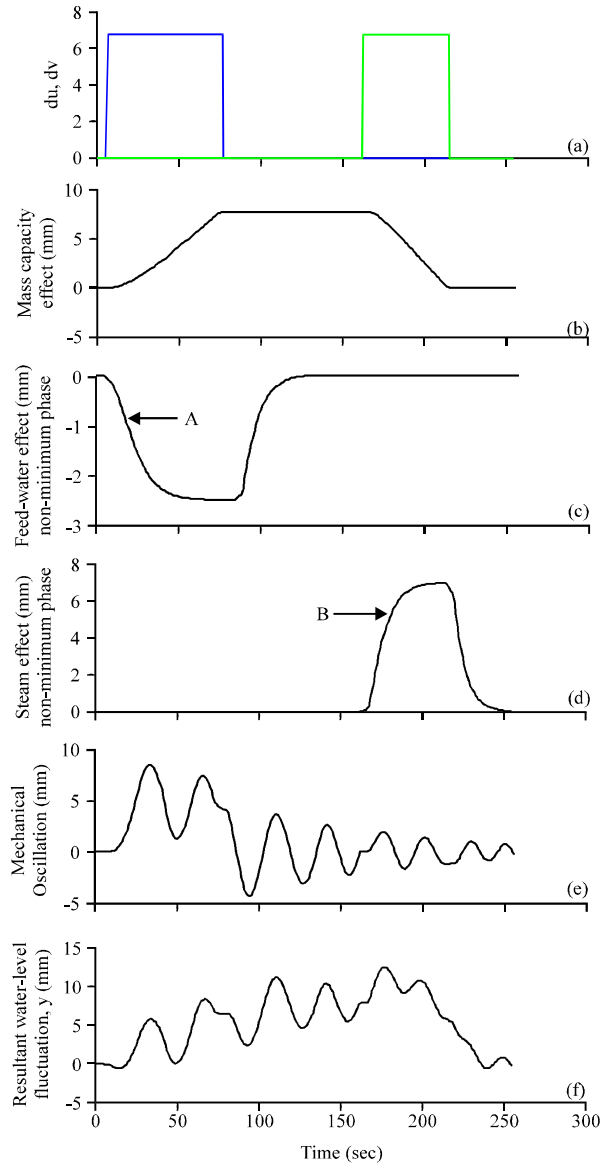 8
6
4
2
0
du, dv
(a)
10
5
0
-5
Mass capacity
effect (mm)
(b)
0
-1
-2
-3
Feed-water effect (mm)
non-minimum phase
A
(c)
8
6
4
2
0
Steam effect (mm)
non-minimum phase
B
(d)
10
5
0
-5
Mechanical
Oscillation (mm)
(e)
15
10
5
0
-5
Resultant water-level
fluctuation, y (mm)
(f)
0
50
100
150
200
250
300
Time (sec)